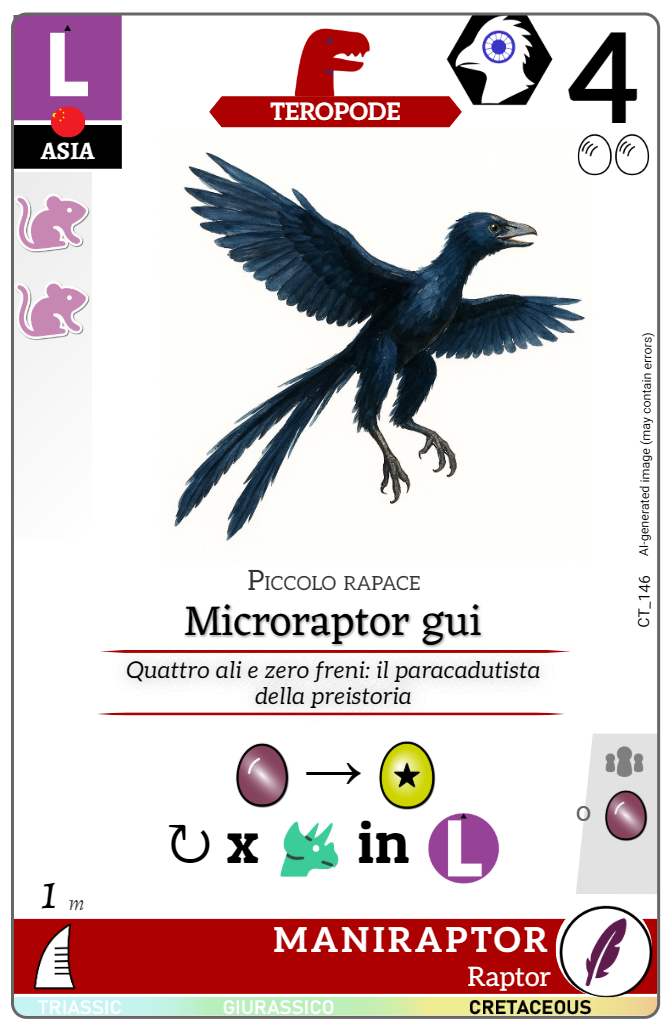 L
ASIA
TEROPODE
4
AI-generated image (may contain errors)
CT_146
Piccolo rapace
Microraptor gui
Quattro ali e zero freni: il paracadutista
della preistoria
→
↻ x in L
o
1 m
MANIRAPTOR
Raptor
TRIASSIC GIURASSICO CRETACEOUS